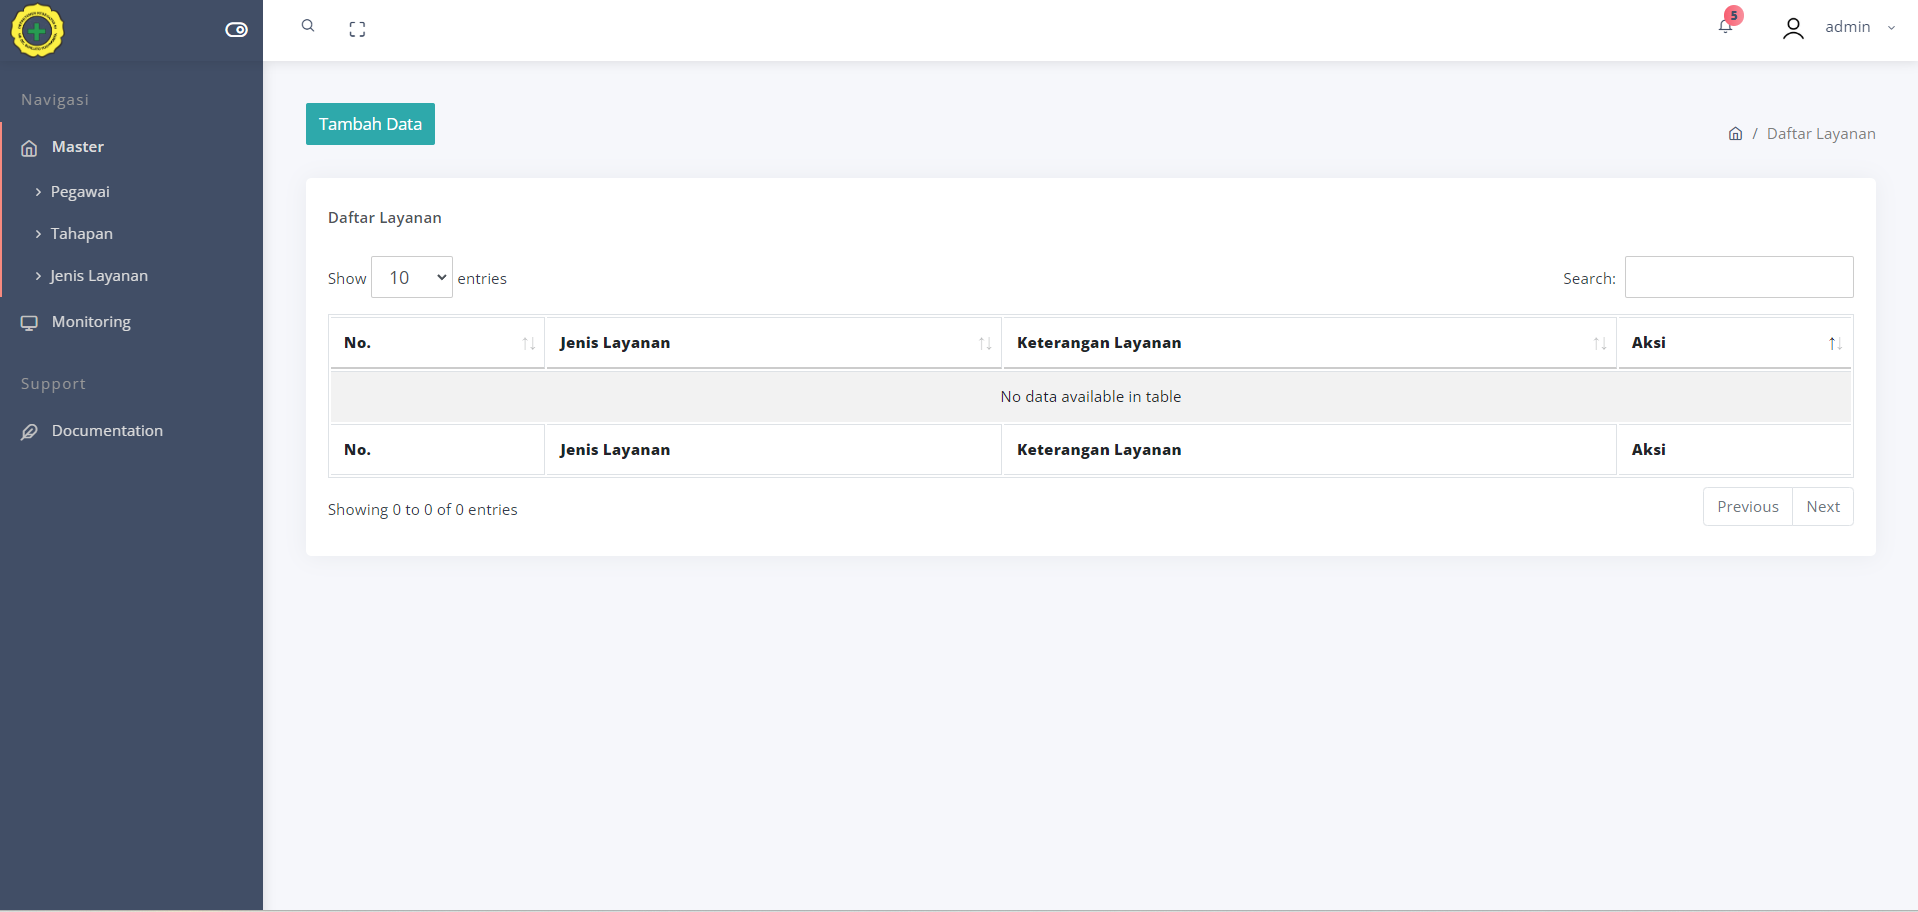 5
admin
Navigasi
Master
Pegawai
Tahapan
Jenis Layanan
Monitoring
Support
Documentation
Tambah Data
/ Daftar Layanan
Daftar Layanan
Show 10 entries
Search:
No. Jenis Layanan Keterangan Layanan Aksi
No data available in table
No. Jenis Layanan Keterangan Layanan Aksi
Showing 0 to 0 of 0 entries
Previous Next